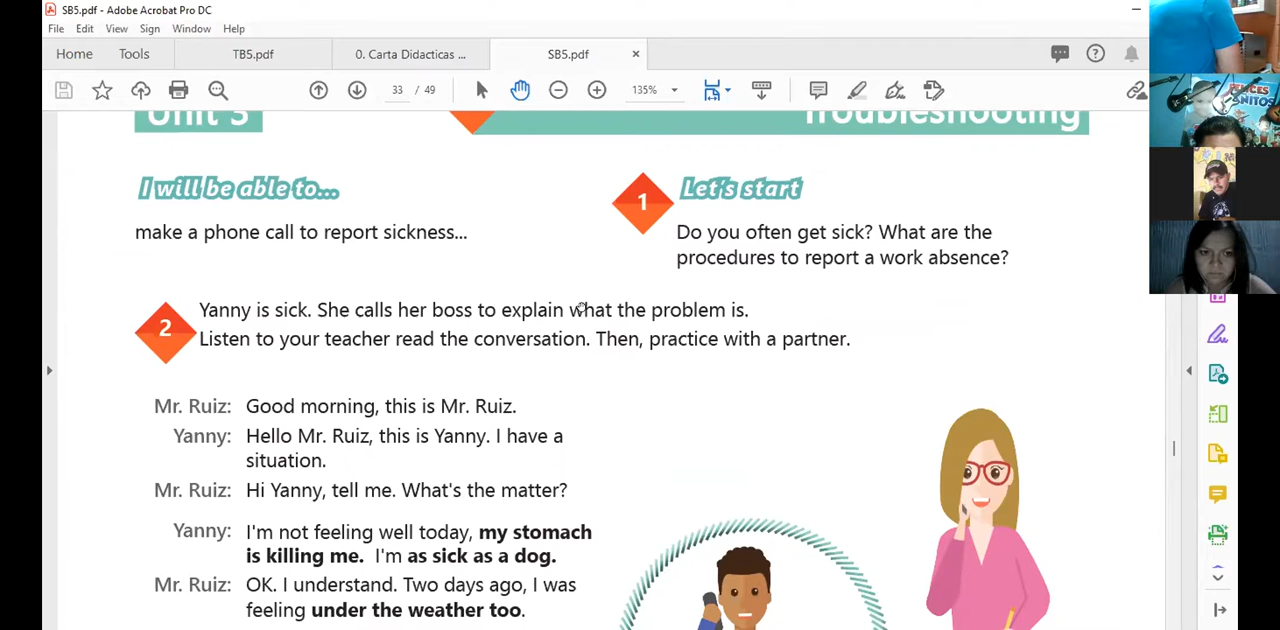 SB5.pdf - Adobe Acrobat Pro DC
File Edit View Sign Window Help
Home Tools TB5.pdf 0. Carta Didacticas ... SB5.pdf ×
33 / 49 135%
Unit 5 Troubleshooting
I will be able to...
make a phone call to report sickness...
1 Let's start
Do you often get sick? What are the
procedures to report a work absence?
2 Yanny is sick. She calls her boss to explain what the problem is.
Listen to your teacher read the conversation. Then, practice with a partner.
Mr. Ruiz: Good morning, this is Mr. Ruiz.
Yanny: Hello Mr. Ruiz, this is Yanny. I have a
situation.
Mr. Ruiz: Hi Yanny, tell me. What's the matter?
Yanny: I'm not feeling well today, my stomach
is killing me. I'm as sick as a dog.
Mr. Ruiz: OK. I understand. Two days ago, I was
feeling under the weather too.